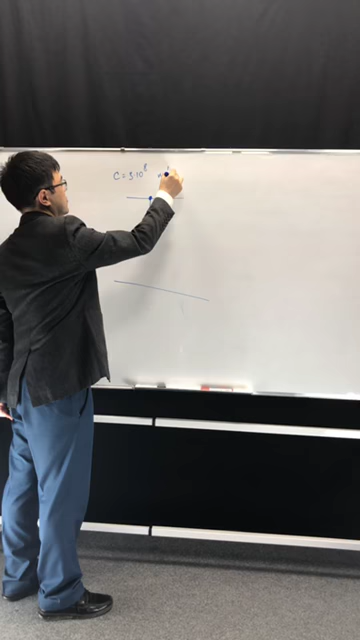 C = 3·10⁸